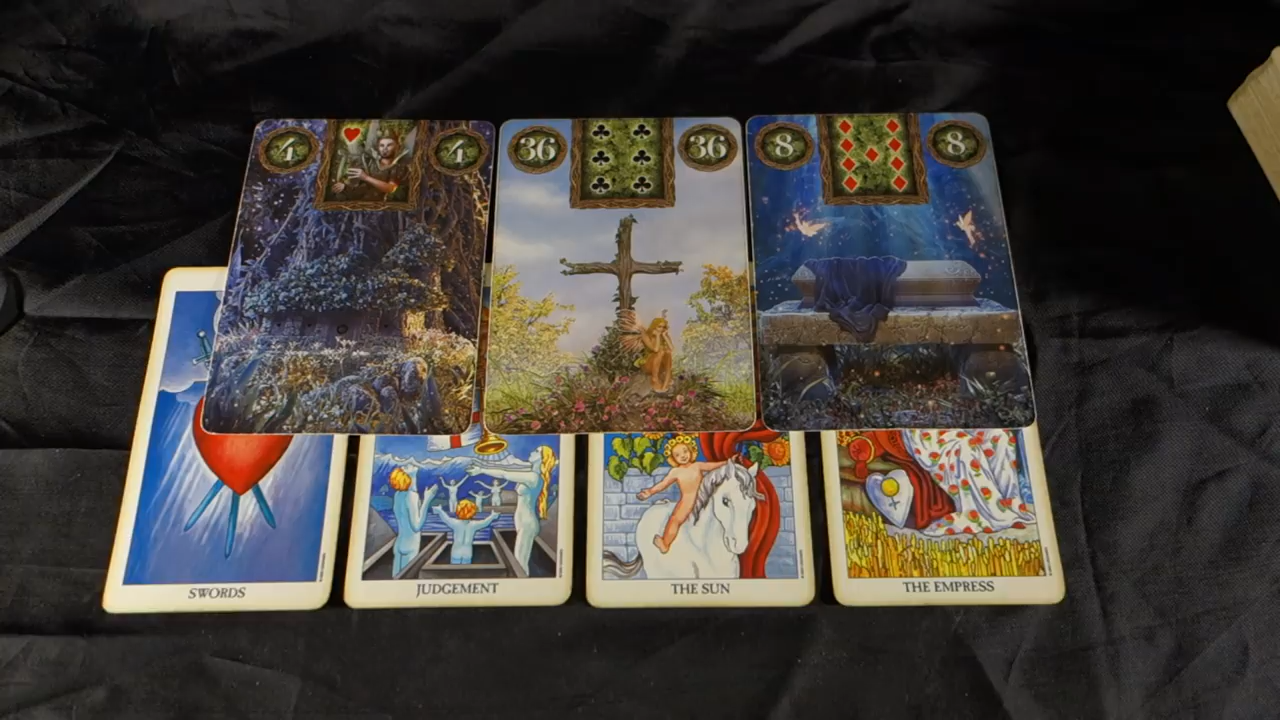 4 4
36 36
8 8
SWORDS
JUDGEMENT
THE SUN
THE EMPRESS